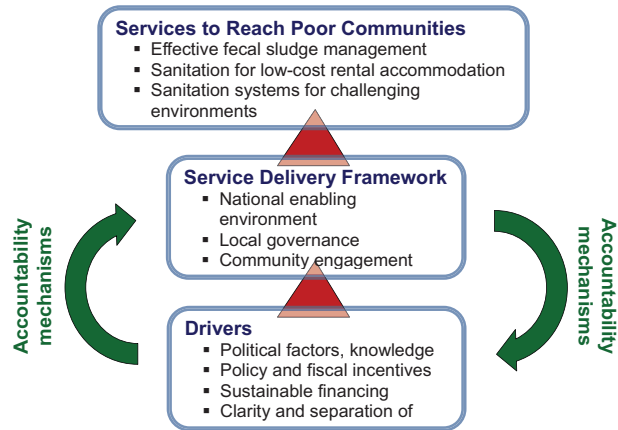 Services to Reach Poor Communities
▪ Effective fecal sludge management
▪ Sanitation for low-cost rental accommodation
▪ Sanitation systems for challenging
environments
Service Delivery Framework
▪ National enabling
environment
▪ Local governance
▪ Community engagement
Accountability
mechanisms
Accountability
mechanisms
Drivers
▪ Political factors, knowledge
▪ Policy and fiscal incentives
▪ Sustainable financing
▪ Clarity and separation of